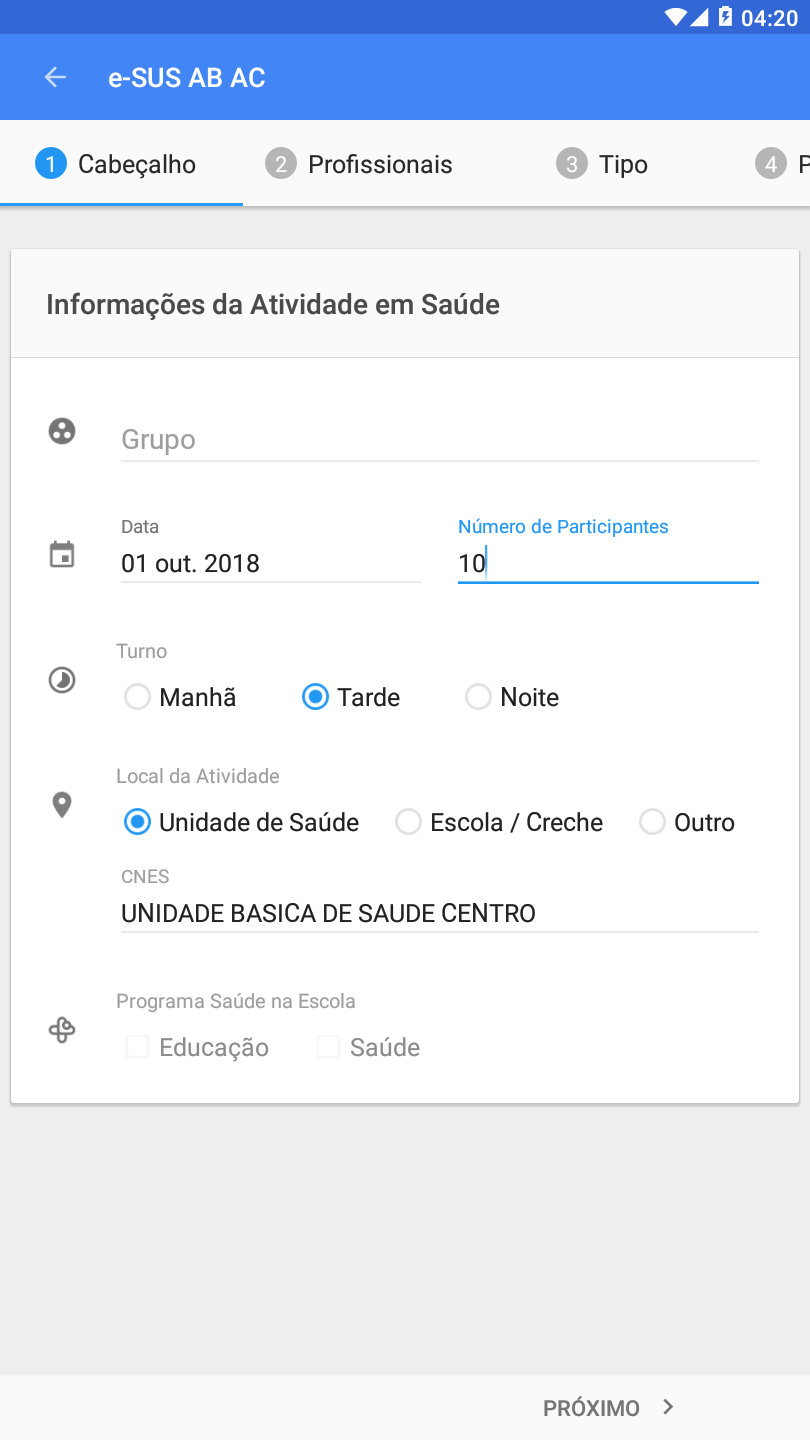 04:20
e-SUS AB AC
1 Cabeçalho 2 Profissionais 3 Tipo 4 P
Informações da Atividade em Saúde
Grupo
Data Número de Participantes
01 out. 2018 10
Turno
Manhã Tarde Noite
Local da Atividade
Unidade de Saúde Escola / Creche Outro
CNES
UNIDADE BASICA DE SAUDE CENTRO
Programa Saúde na Escola
Educação Saúde
PRÓXIMO